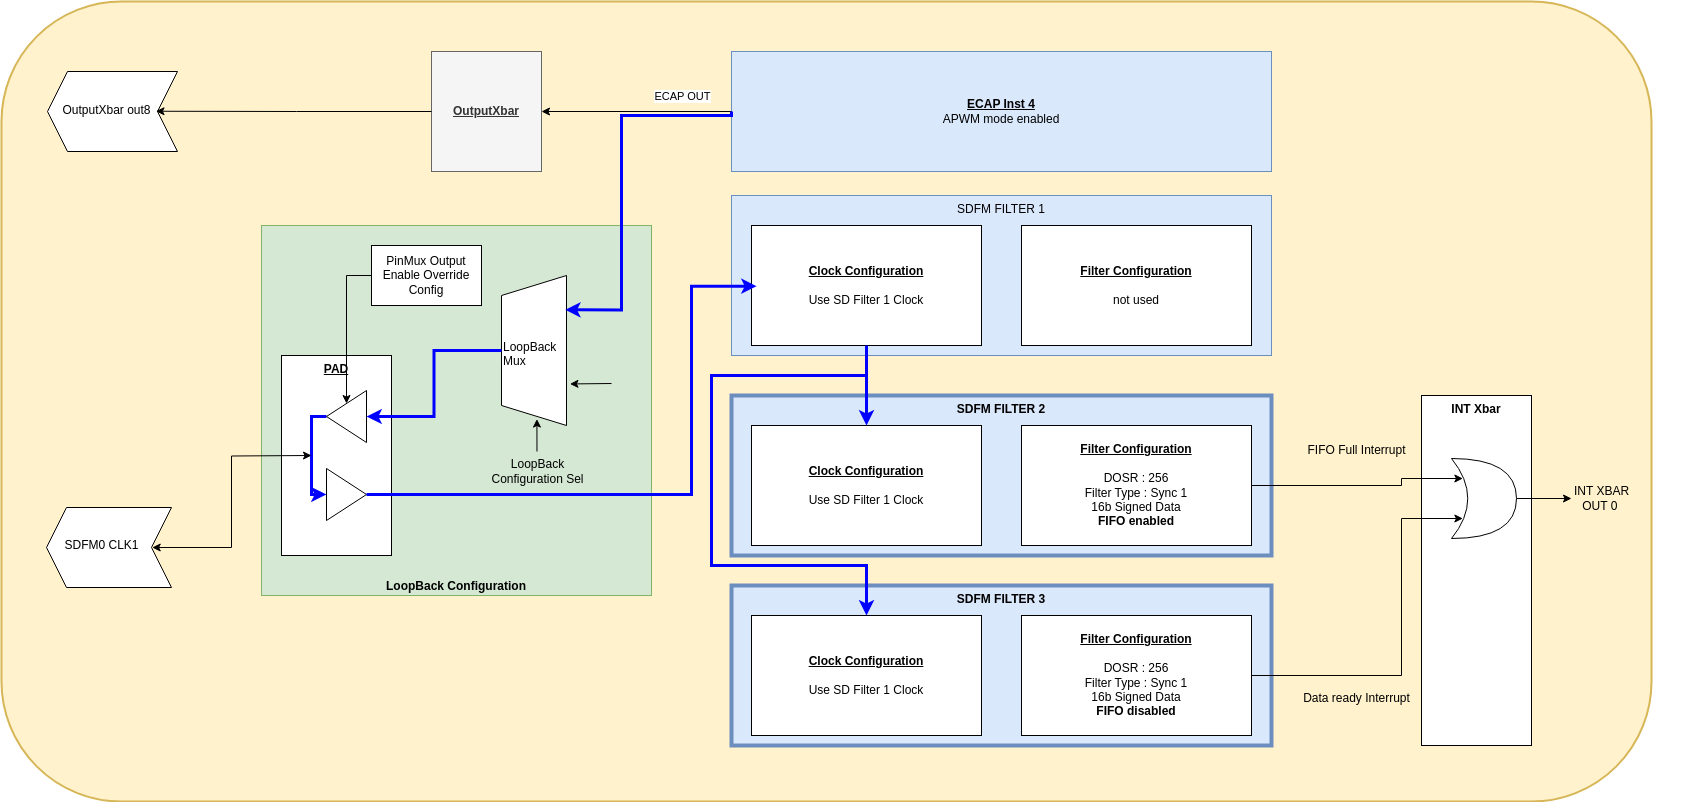 ECAP OUT
OutputXbar out8
OutputXbar
ECAP Inst 4
APWM mode enabled
SDFM FILTER 1
Clock Configuration
Use SD Filter 1 Clock
Filter Configuration
not used
PinMux Output
Enable Override
Config
LoopBack
Mux
PAD
LoopBack
Configuration Sel
SDFM0 CLK1
LoopBack Configuration
SDFM FILTER 2
Clock Configuration
Use SD Filter 1 Clock
Filter Configuration
DOSR : 256
Filter Type : Sync 1
16b Signed Data
FIFO enabled
SDFM FILTER 3
Clock Configuration
Use SD Filter 1 Clock
Filter Configuration
DOSR : 256
Filter Type : Sync 1
16b Signed Data
FIFO disabled
FIFO Full Interrupt
Data ready Interrupt
INT Xbar
INT XBAR
OUT 0